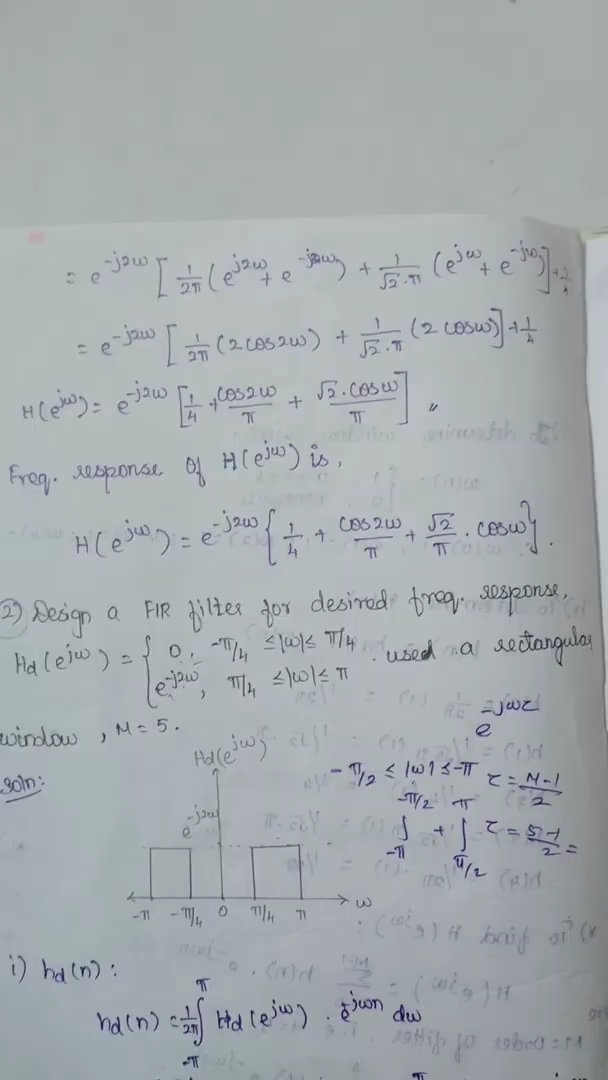 = e^-j2ω [ 1/2π (e^j2ω + e^-j2ω) + 1/√2.π (e^jω + e^-jω) ] + 1/4
= e^-j2ω [ 1/2π (2cos2ω) + 1/√2.π (2 cosω) ] + 1/4
H(e^jω) = e^-j2ω [ 1/4 + cos2ω/π + √2.cosω/π ] „
Freq. response of H(e^jω) is,
H(e^jω) = e^-j2ω { 1/4 + cos2ω/π + √2/π . cosω }.
2) Design a FIR filter for desired freq. response,
Hd(e^jω) = { 0, -π/4 ≤|ω|≤ π/4 . used a rectangular
e^-j2ω, π/4 ≤|ω|≤ π
window, M = 5.
= jωτ
e
Soln:
Hd(e^jω)
-π/2 ≤ |ω| ≤ -π
τ = M-1/2
e^-j2ω
∫_-π^-π/2 + ∫_π/2^π
τ = 5-1/2 =
-π -π/4 0 π/4 π ω
i) hd(n):
hd(n) = 1/2π ∫_-π^π Hd(e^jω) . e^jωn dω